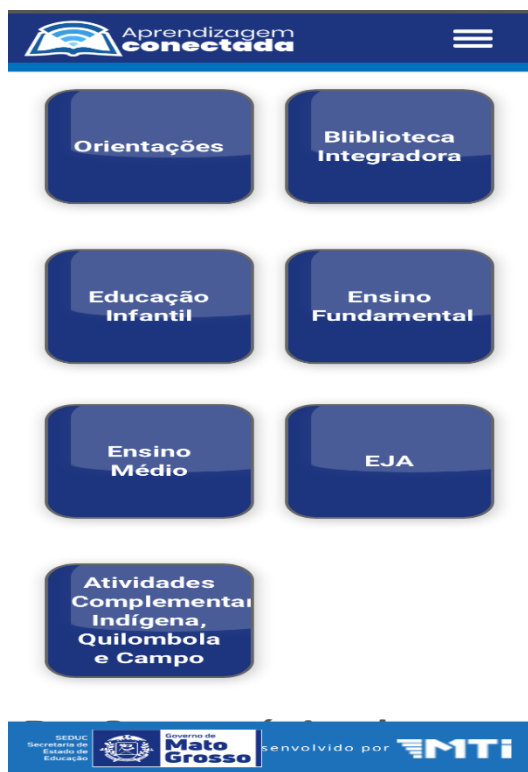 Aprendizagem
conectada
Orientações
Bliblioteca
Integradora
Educação
Infantil
Ensino
Fundamental
Ensino
Médio
EJA
Atividades
Complementar
Indígena,
Quilombola
e Campo
SEDUC
Secretaria de
Estado de
Educação
Governo de
Mato
Grosso
senvolvido por
MTi